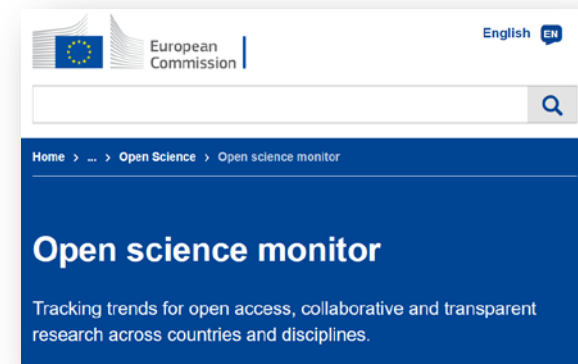 English EN
European
Commission
Home > ... > Open Science > Open science monitor
Open science monitor
Tracking trends for open access, collaborative and transparent
research across countries and disciplines.